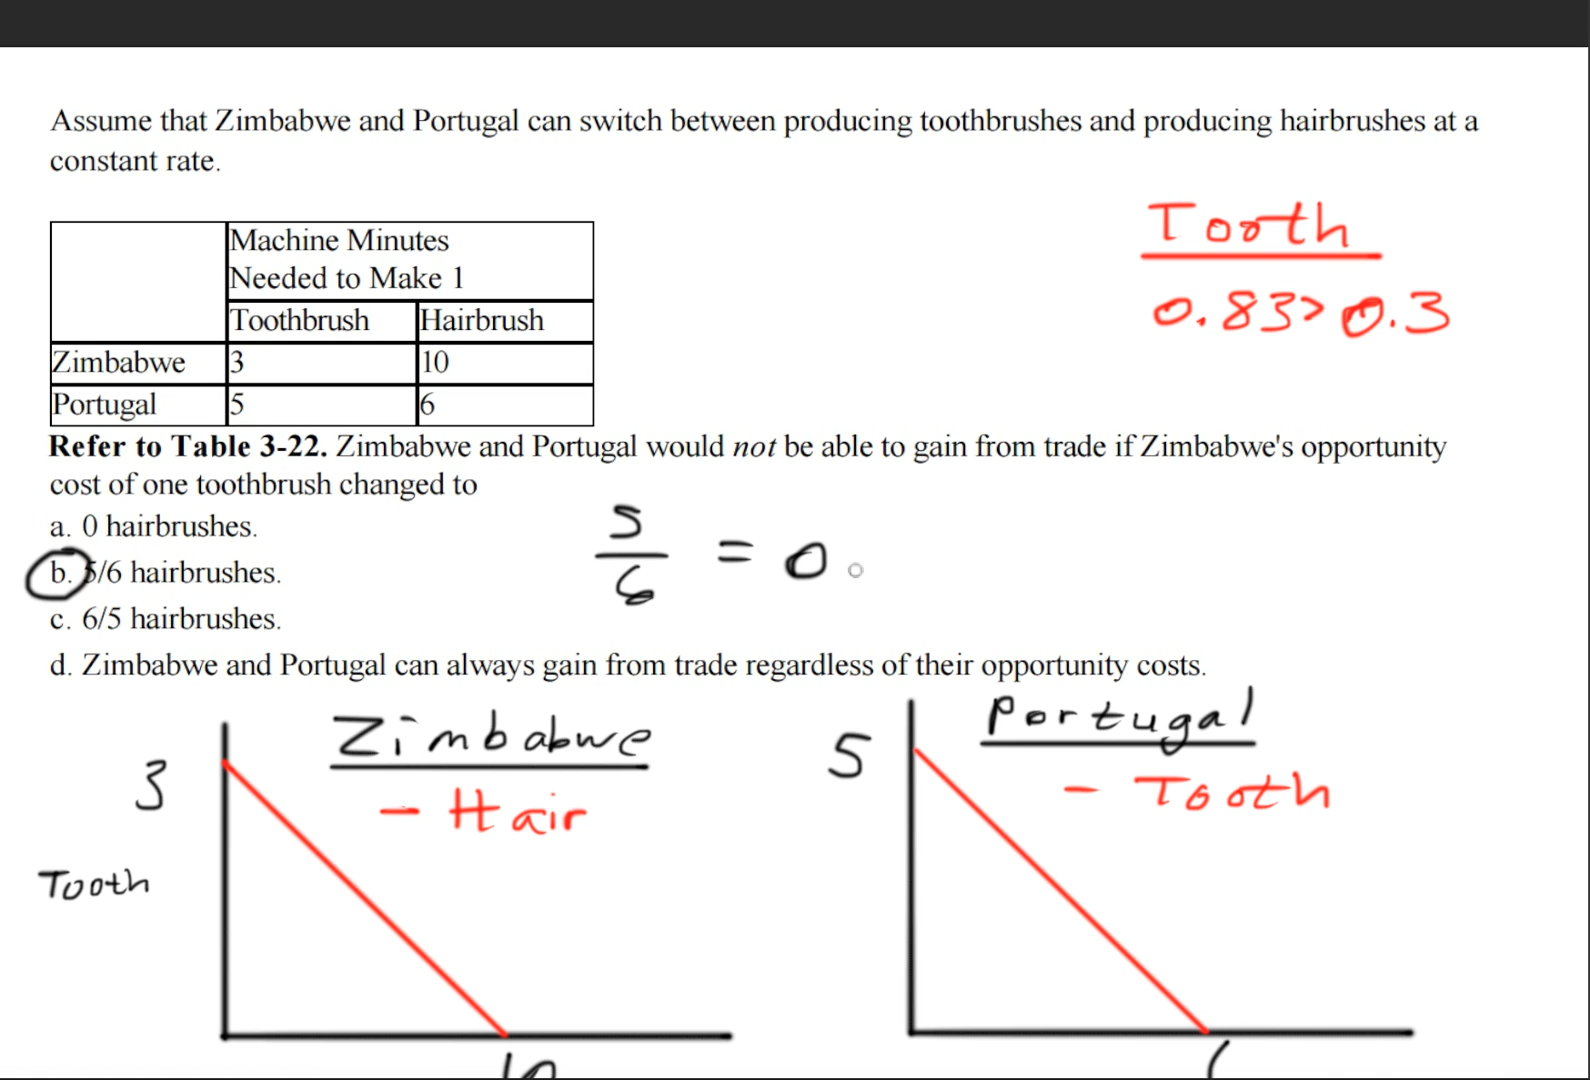 Assume that Zimbabwe and Portugal can switch between producing toothbrushes and producing hairbrushes at a
constant rate.
Tooth
0.83>0.3
Machine Minutes
Needed to Make 1
Toothbrush Hairbrush
Zimbabwe 3 10
Portugal 5 6
Refer to Table 3-22. Zimbabwe and Portugal would not be able to gain from trade if Zimbabwe's opportunity
cost of one toothbrush changed to
a. 0 hairbrushes.
b. 5/6 hairbrushes.
c. 6/5 hairbrushes.
d. Zimbabwe and Portugal can always gain from trade regardless of their opportunity costs.
5
6
= 0.
Zimbabwe
- Hair
3
Tooth
Portugal
- Tooth
5
10